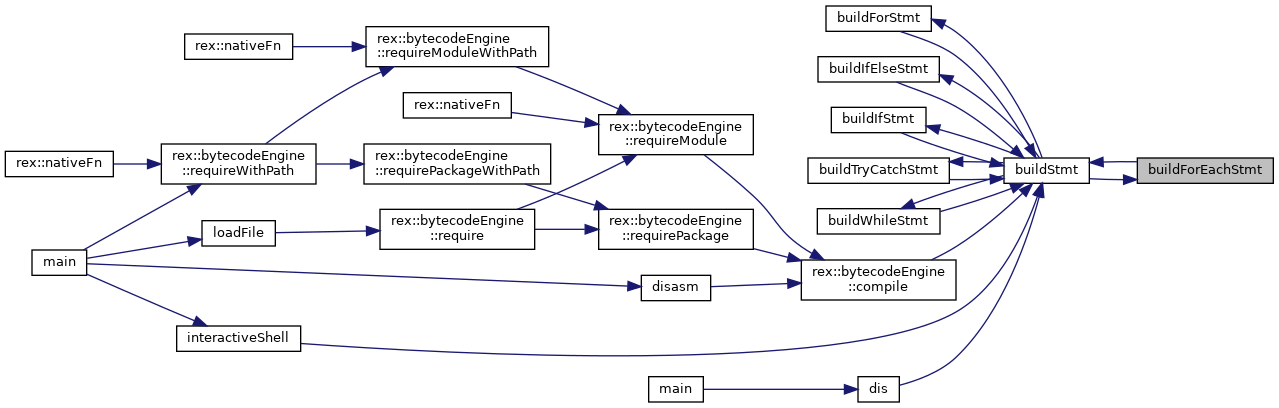 buildForStmt
rex::bytecodeEngine
::requireModuleWithPath
rex::nativeFn
buildIfElseStmt
rex::nativeFn
buildIfStmt
rex::bytecodeEngine
::requireModule
rex::nativeFn
rex::bytecodeEngine
::requireWithPath
rex::bytecodeEngine
::requirePackageWithPath
buildTryCatchStmt
buildStmt
buildForEachStmt
buildWhileStmt
rex::bytecodeEngine
::require
rex::bytecodeEngine
::requirePackage
loadFile
main
rex::bytecodeEngine
::compile
disasm
interactiveShell
main
dis